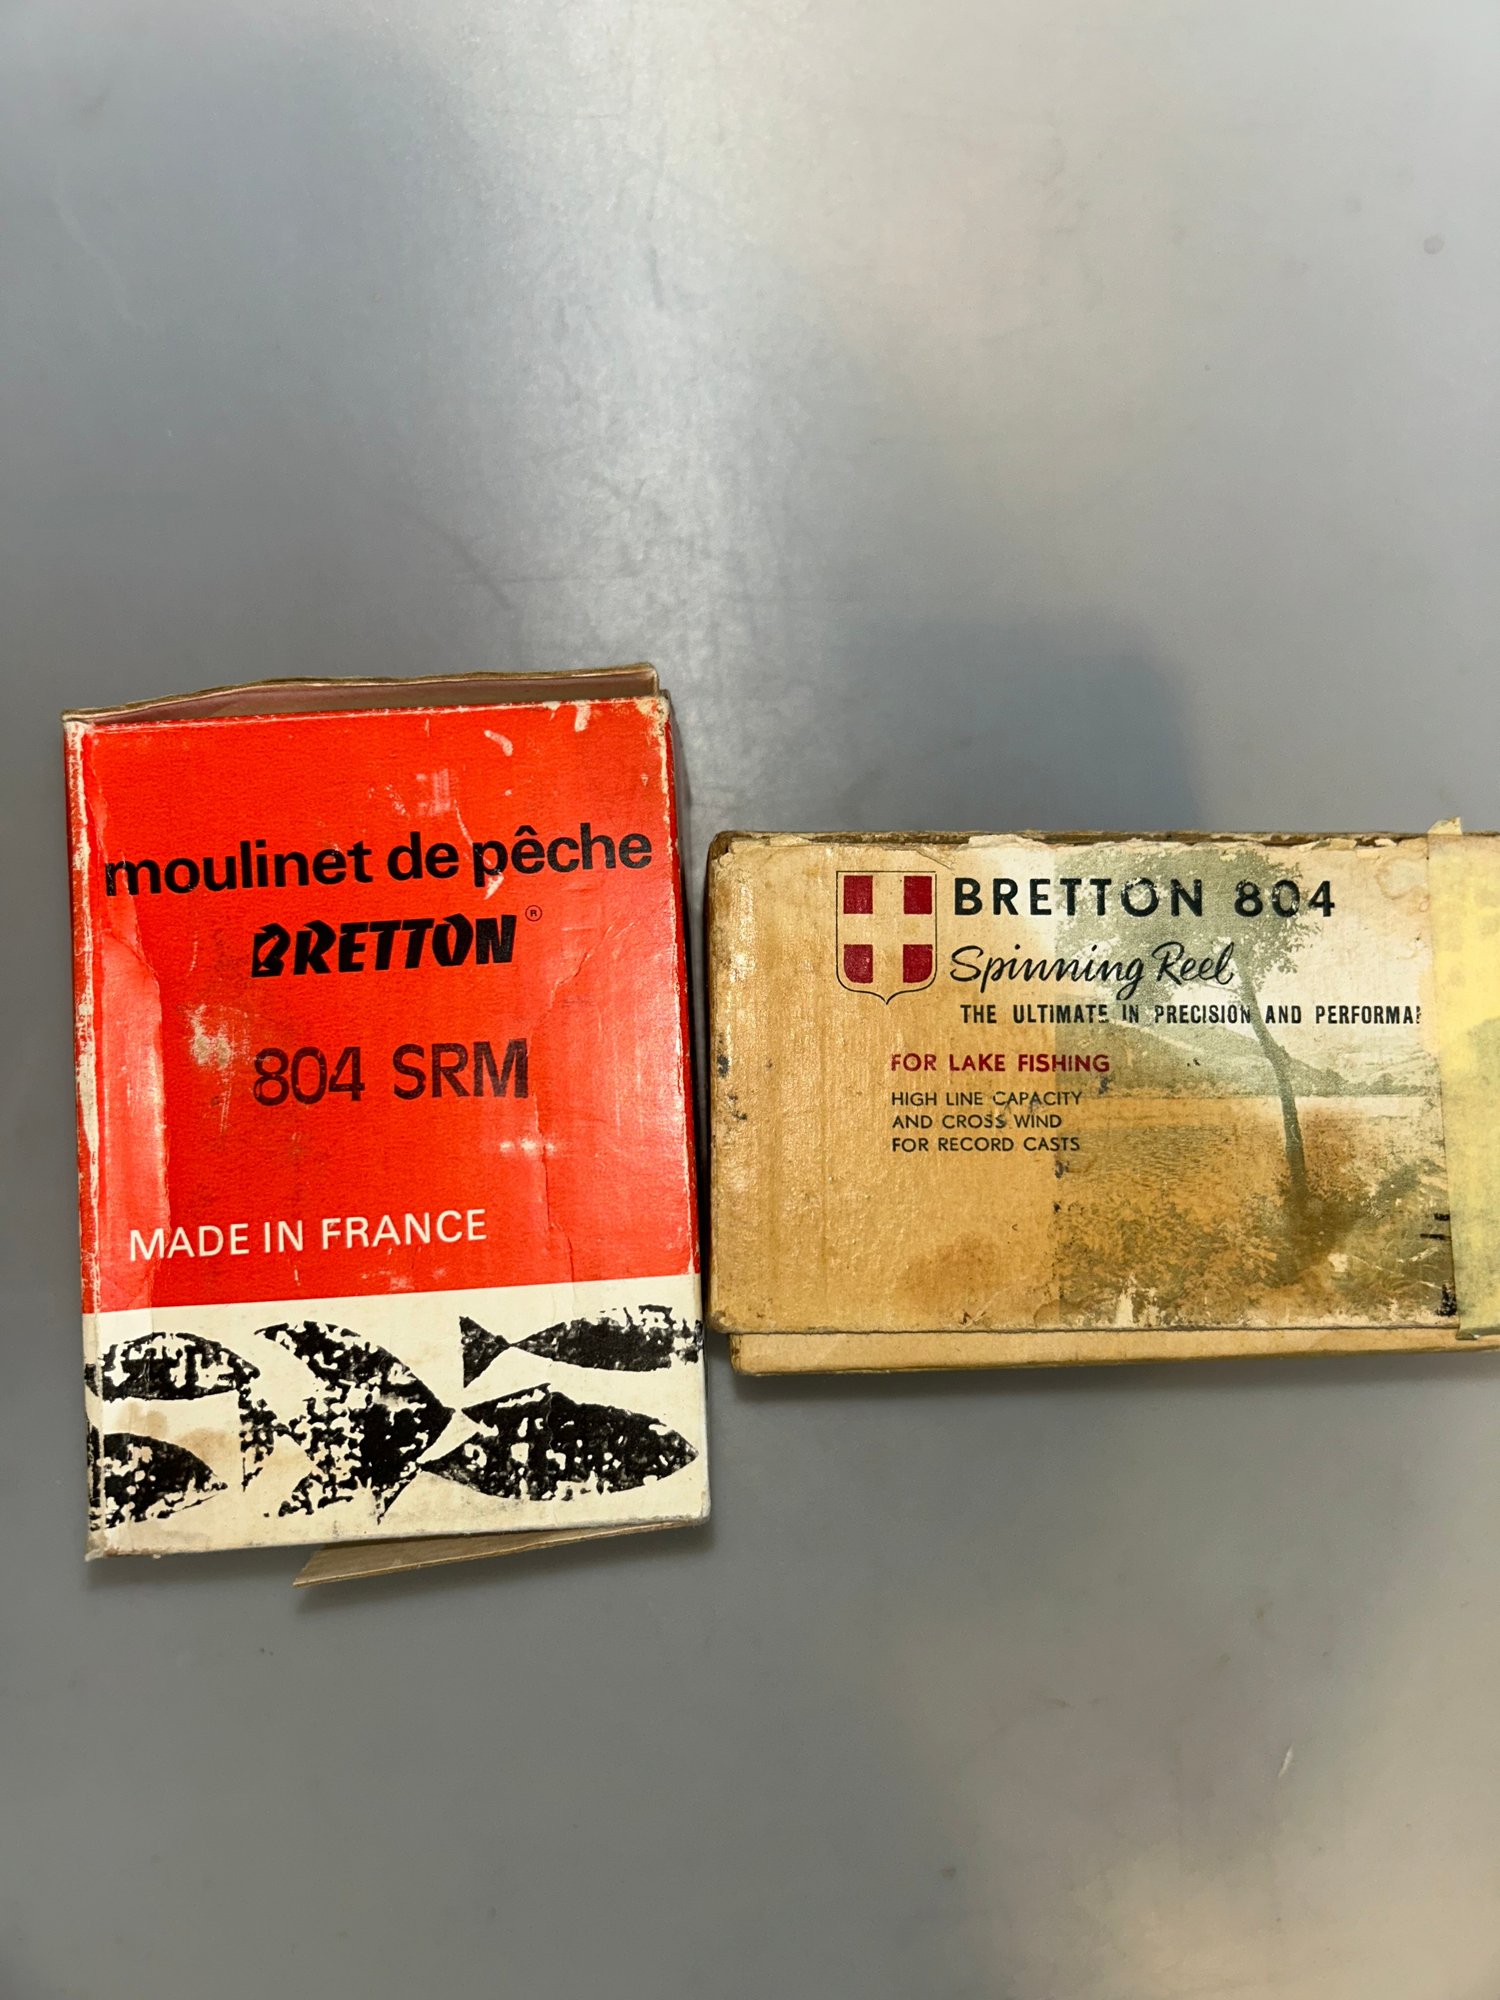 moulinet de pêche
BRETTON ®
804 SRM
MADE IN FRANCE
BRETTON 804
Spinning Reel
THE ULTIMATE IN PRECISION AND
FOR LAKE FISHING
HIGH LINE CAPACITY
AND CROSS WIND
FOR RECORD CASTS